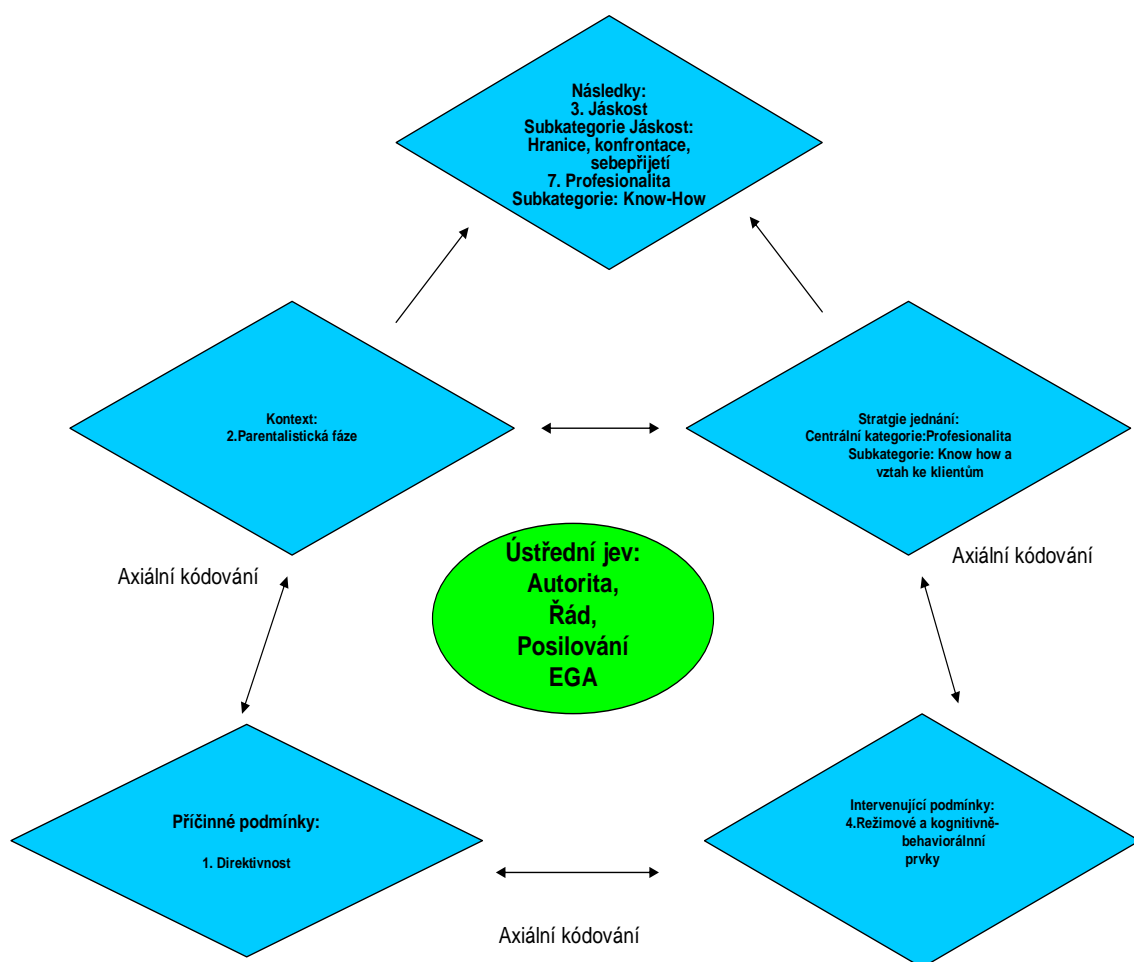 Následky:
3. Jáskost
Subkategorie Jáskost:
Hranice, konfrontace,
sebepřijetí
7. Profesionalita
Subkategorie: Know-How
Kontext:
2.Parentalistická fáze
Stratgie jednání:
Centrální kategorie:Profesionalita
Subkategorie: Know how a
vztah ke klientům
Axiální kódování
Axiální kódování
Ústřední jev:
Autorita,
Řád,
Posilování
EGA
Příčinné podmínky:
1. Direktivnost
Intervenující podmínky:
4.Režimové a kognitivně-
behaviorálnní
prvky
Axiální kódování